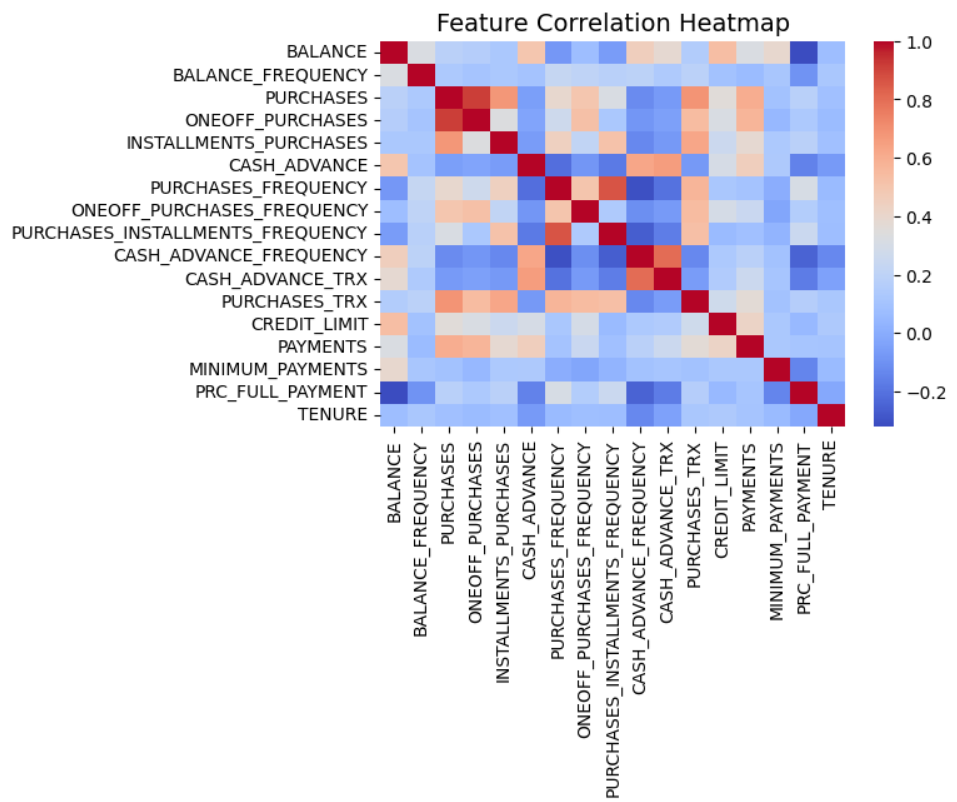 Feature Correlation Heatmap
BALANCE
BALANCE_FREQUENCY
PURCHASES
ONEOFF_PURCHASES
INSTALLMENTS_PURCHASES
CASH_ADVANCE
PURCHASES_FREQUENCY
ONEOFF_PURCHASES_FREQUENCY
PURCHASES_INSTALLMENTS_FREQUENCY
CASH_ADVANCE_FREQUENCY
CASH_ADVANCE_TRX
PURCHASES_TRX
CREDIT_LIMIT
PAYMENTS
MINIMUM_PAYMENTS
PRC_FULL_PAYMENT
TENURE
BALANCE
BALANCE_FREQUENCY
PURCHASES
ONEOFF_PURCHASES
INSTALLMENTS_PURCHASES
CASH_ADVANCE
PURCHASES_FREQUENCY
ONEOFF_PURCHASES_FREQUENCY
PURCHASES_INSTALLMENTS_FREQUENCY
CASH_ADVANCE_FREQUENCY
CASH_ADVANCE_TRX
PURCHASES_TRX
CREDIT_LIMIT
PAYMENTS
MINIMUM_PAYMENTS
PRC_FULL_PAYMENT
TENURE
1.0
0.8
0.6
0.4
0.2
0.0
−0.2